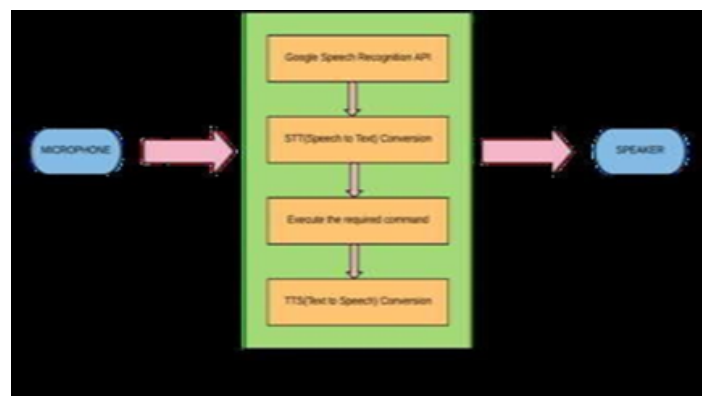 MICROPHONE
Google Speech Recognition API
STT(Speech to Text) Conversion
Execute the required command
TTS(Text to Speech) Conversion
SPEAKER